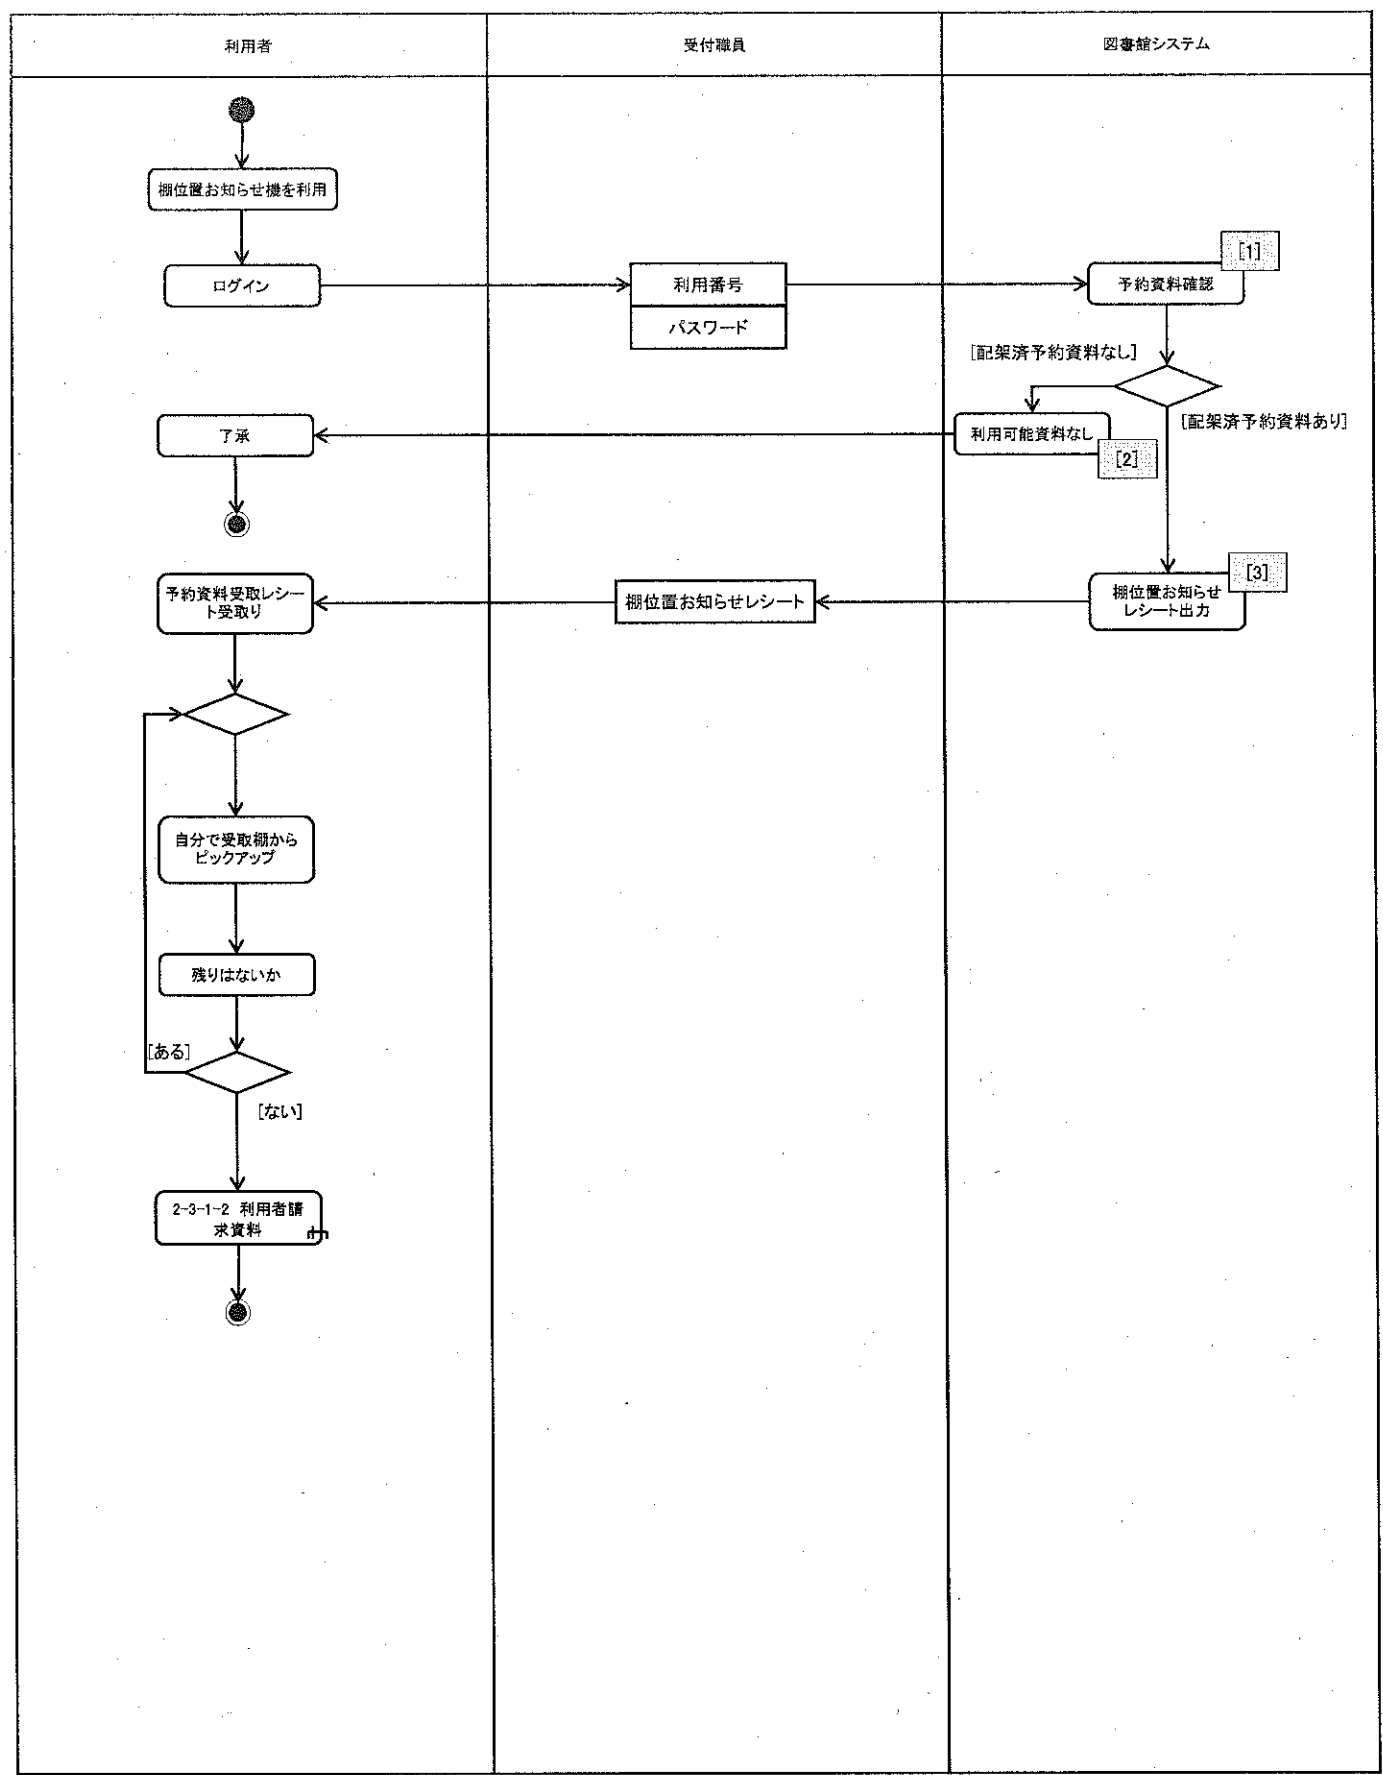 利用者
受付職員
図書館システム
棚位置お知らせ機を利用
[1]
ログイン
利用番号
予約資料確認
パスワード
[配架済予約資料なし]
[配架済予約資料あり]
了承
利用可能資料なし
[2]
[3]
予約資料受取レシー
ト受取り
棚位置お知らせレシート
棚位置お知らせ
レシート出力
自分で受取棚から
ピックアップ
残りはないか
[ある]
[ない]
2-3-1-2 利用者請
求資料